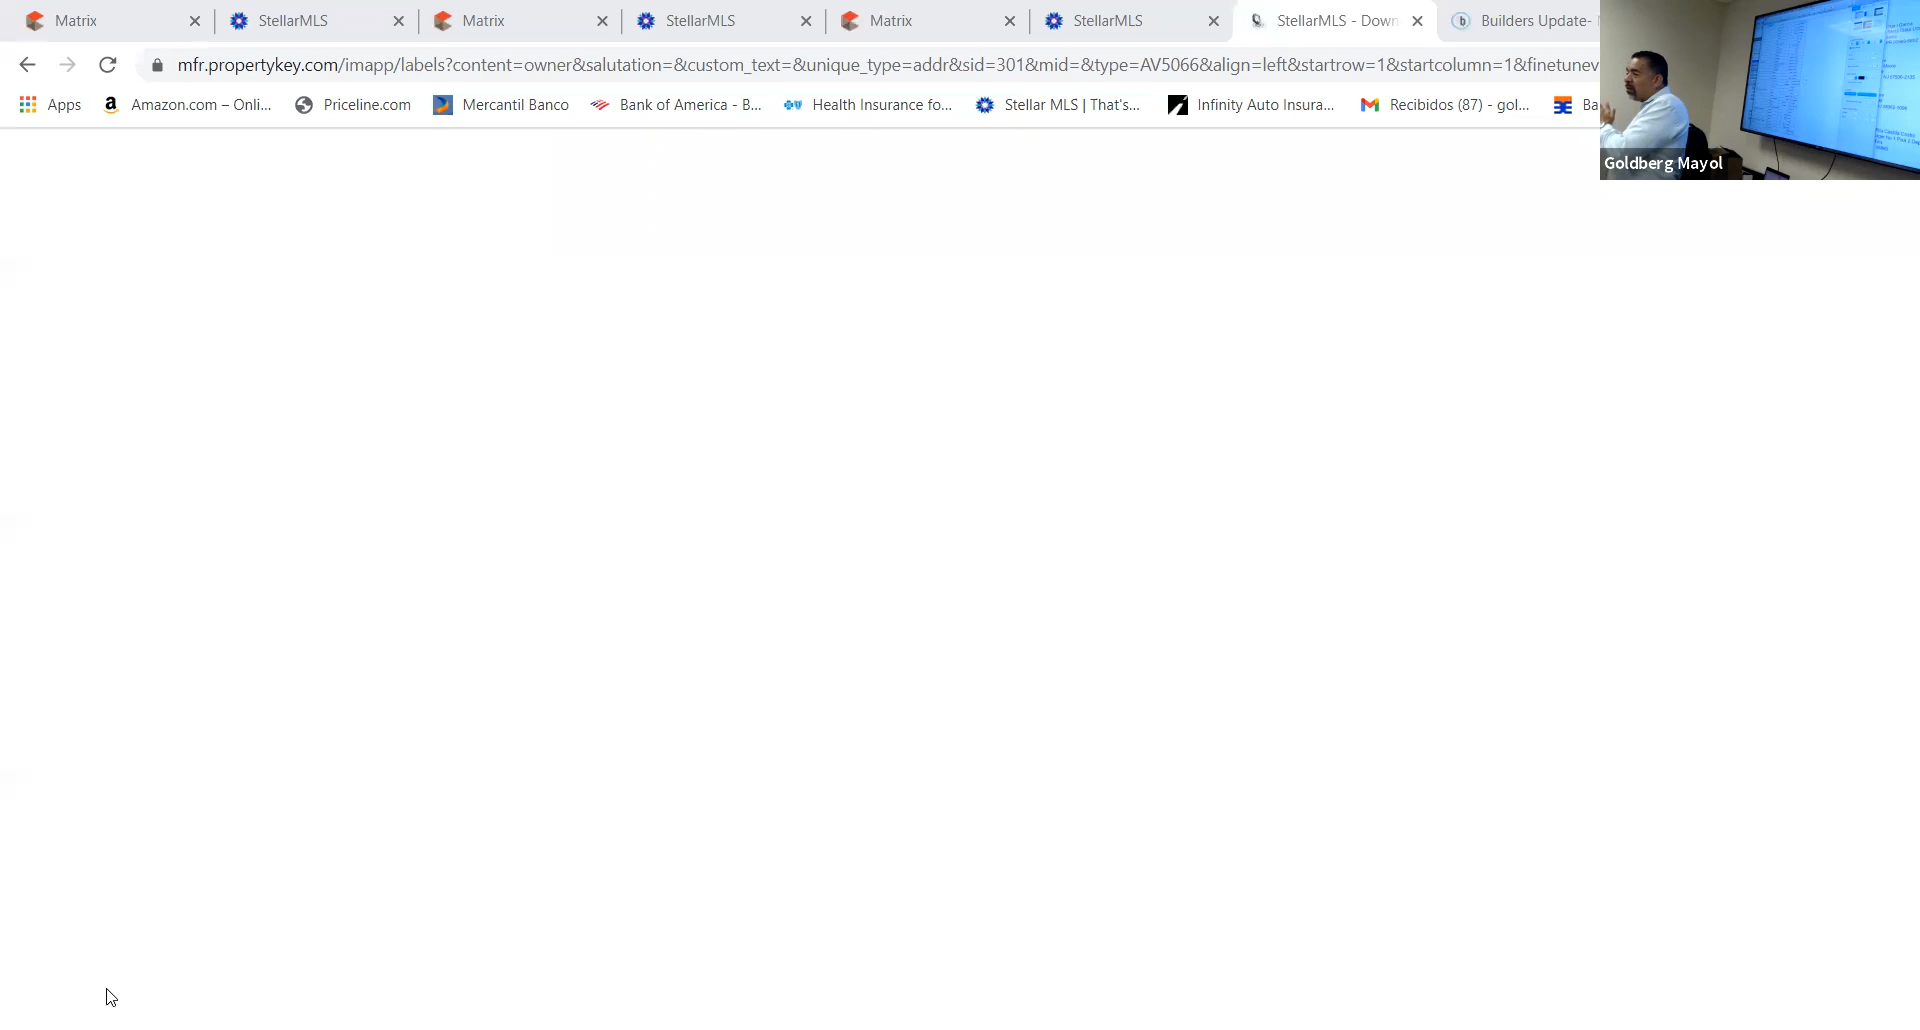 Matrix
StellarMLS
Matrix
StellarMLS
Matrix
StellarMLS
StellarMLS - Down
Builders Update-
mfr.propertykey.com/imapp/labels?content=owner&salutation=&custom_text=&unique_type=addr&sid=301&mid=&type=AV5066&align=left&startrow=1&startcolumn=1&finetunev
Apps
Amazon.com – Onli...
Priceline.com
Mercantil Banco
Bank of America - B...
Health Insurance fo...
Stellar MLS | That's...
Infinity Auto Insura...
Recibidos (87) - gol...
Ba
Goldberg Mayol